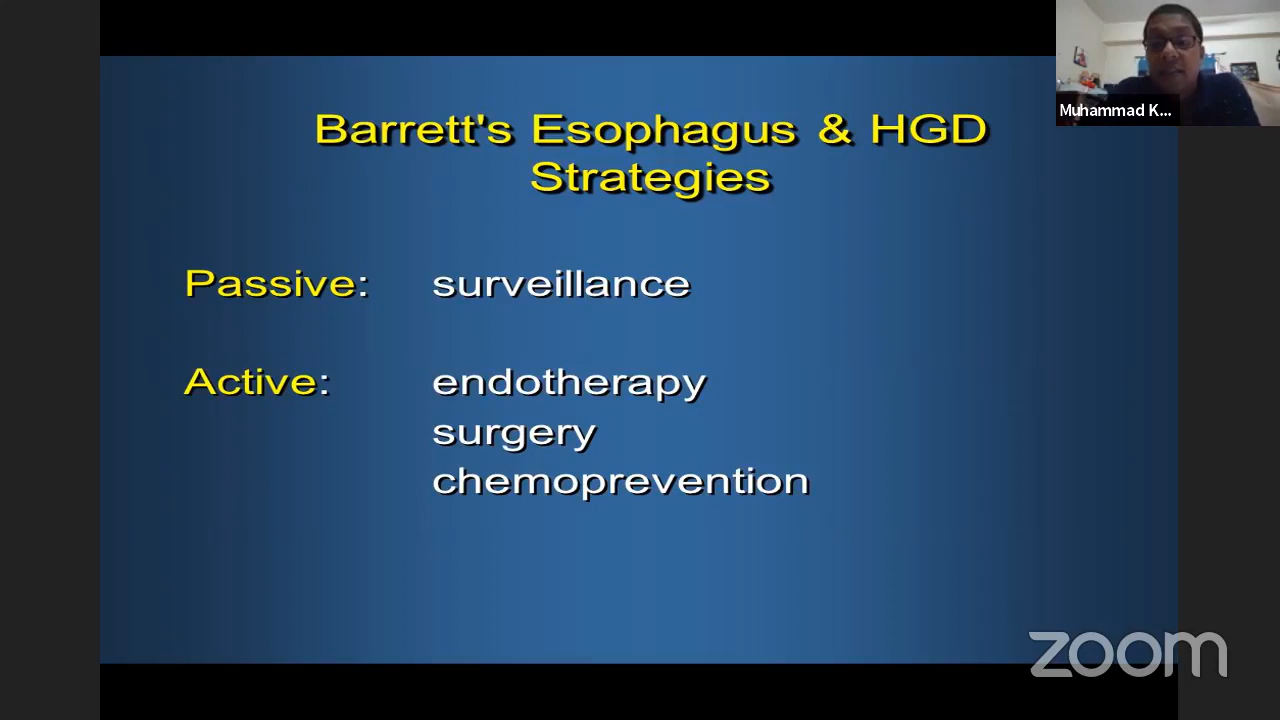 Barrett's Esophagus & HGD
Strategies
Passive: surveillance
Active: endotherapy
surgery
chemoprevention
Muhammad K...
zoom